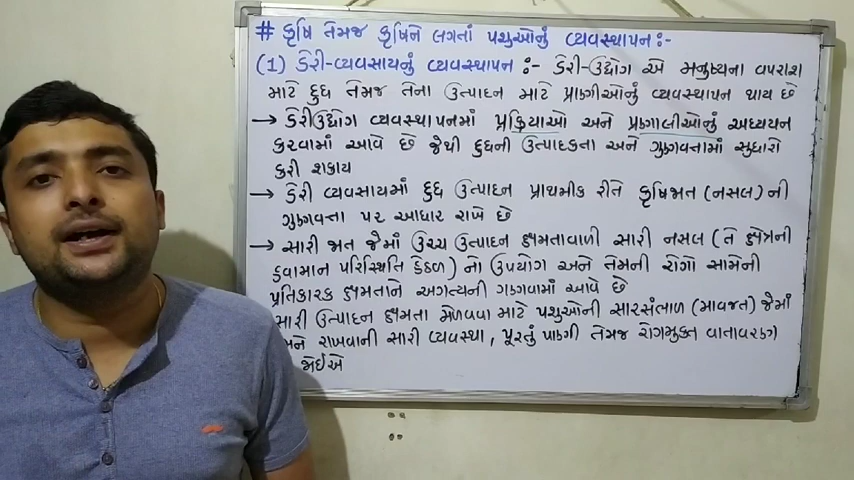 # કૃષિ તેમજ કૃષિને લગતાં પશુઓનું વ્યવસ્થાપન :-
(1) ડેરી-વ્યવસાયનું વ્યવસ્થાપન :- ડેરી-ઉદ્યોગ એ મનુષ્યના વપરાશ
માટે દુધ તેમજ તેના ઉત્પાદન માટે પ્રાણીઓનું વ્યવસ્થાપન થાય છે
→ ડેરીઉદ્યોગ વ્યવસ્થાપનમાં પ્રક્રિયાઓ અને પ્રણાલીઓનું અધ્યયન
કરવામાં આવે છે જેથી દુધની ઉત્પાદકતા અને ગુણવત્તામાં સુધારો
કરી શકાય
→ ડેરી વ્યવસાયમાં દુધ ઉત્પાદન પ્રાથમીક રીતે કૃષિજાત (નસલ) ની
ગુણવત્તા પર આધાર રાખે છે
→ સારી જાત જેમાં ઉચ્ચ ઉત્પાદન ક્ષમતાવાળી સારી નસલ (તે ક્ષેત્રની
હવામાન પરિસ્થિતિ હેઠળ) નો ઉપયોગ અને તેમની રોગો સામેની
પ્રતિકારક ક્ષમતાને અગત્યની ગણવામાં આવે છે
સારી ઉત્પાદન ક્ષમતા મેળવવા માટે પશુઓની સારસંભાળ (માવજત) જેમાં
રાખવાની સારી વ્યવસ્થા, પૂરતું પાણી તેમજ રોગમુક્ત વાતાવરણ
જોઈએ